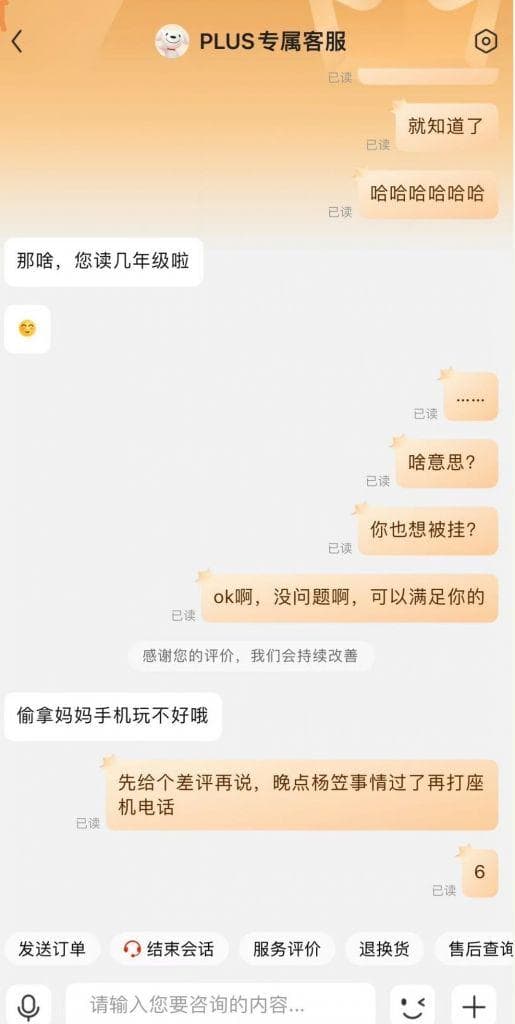 PLUS专属客服
已读
就知道了
已读
哈哈哈哈哈哈
已读
那啥，您读几年级啦
……
已读
啥意思？
已读
你也想被挂？
已读
ok啊，没问题啊，可以满足你的
已读
感谢您的评价，我们会持续改善
偷拿妈妈手机玩不好哦
先给个差评再说，晚点杨笠事情过了再打座
机电话
已读
6
已读
发送订单
结束会话
服务评价
退换货
售后查询
请输入您要咨询的内容...